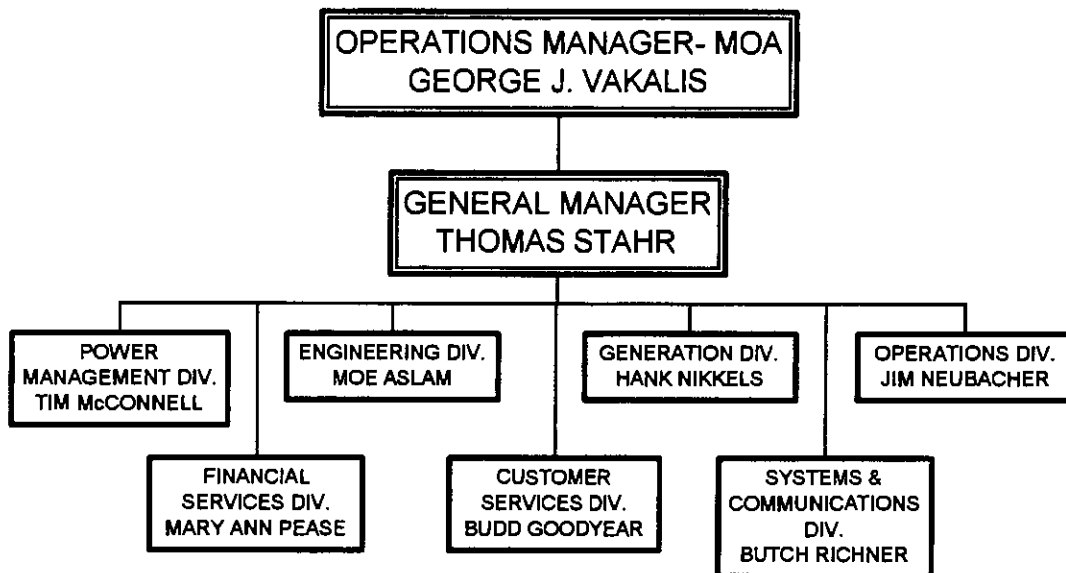 OPERATIONS MANAGER- MOA
GEORGE J. VAKALIS
GENERAL MANAGER
THOMAS STAHR
POWER
MANAGEMENT DIV.
TIM McCONNELL
ENGINEERING DIV.
MOE ASLAM
GENERATION DIV.
HANK NIKKELS
OPERATIONS DIV.
JIM NEUBACHER
FINANCIAL
SERVICES DIV.
MARY ANN PEASE
CUSTOMER
SERVICES DIV.
BUDD GOODYEAR
SYSTEMS &
COMMUNICATIONS
DIV.
BUTCH RICHNER